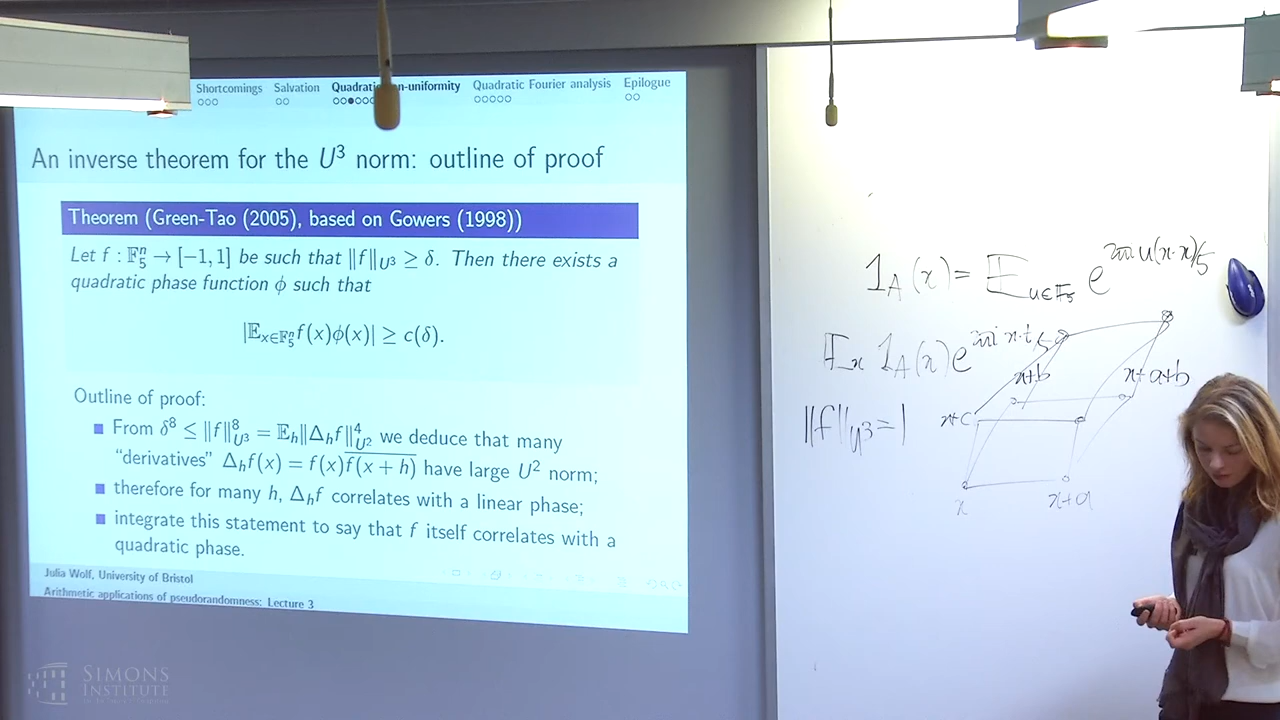 Shortcomings Salvation Quadrati n-uniformity Quadratic Fourier analysis Epilogue
An inverse theorem for the U³ norm: outline of proof
Theorem (Green-Tao (2005), based on Gowers (1998))
Let f : 𝔽₅ⁿ → [−1, 1] be such that ‖f‖_{U³} ≥ δ. Then there exists a
quadratic phase function ϕ such that
|𝔼_{x∈𝔽₅ⁿ} f(x)ϕ(x)| ≥ c(δ).
Outline of proof:
From δ⁸ ≤ ‖f‖⁸_{U³} = 𝔼_h‖Δ_h f‖⁴_{U²} we deduce that many
"derivatives" Δ_h f(x) = f(x)\overline{f(x + h)} have large U² norm;
therefore for many h, Δ_h f correlates with a linear phase;
integrate this statement to say that f itself correlates with a
quadratic phase.
Julia Wolf, University of Bristol
Arithmetic applications of pseudorandomness: Lecture 3
SIMONS
INSTITUTE
1_A(x) = 𝔼_{u∈𝔽₅} e^{2πi u(x·x)/5}
𝔼_x 1_A(x) e^{2πi x·t/5}
x+b
x+a+b
‖f‖_{U³} = 1
x+c
x
x+a